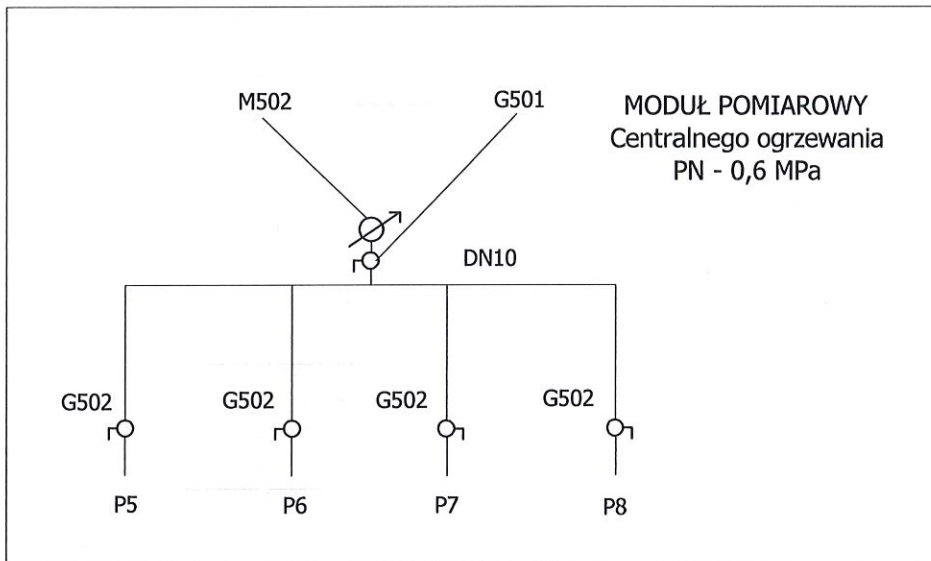 M502
G501
MODUŁ POMIAROWY
Centralnego ogrzewania
PN - 0,6 MPa
DN10
G502
G502
G502
G502
P5
P6
P7
P8